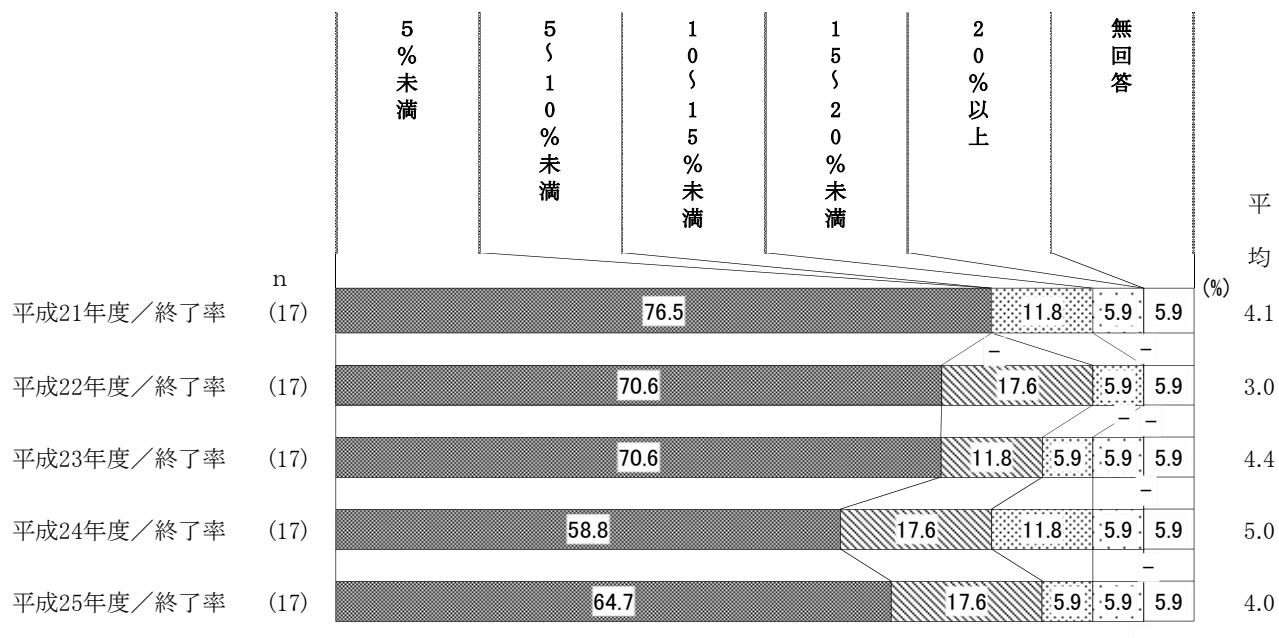 5%未満
5〜10%未満
10〜15%未満
15〜20%未満
20%以上
無回答
平均
n
(%)
平成21年度／終了率 (17) 76.5 11.8 5.9 5.9 4.1
− −
平成22年度／終了率 (17) 70.6 17.6 5.9 5.9 3.0
− −
平成23年度／終了率 (17) 70.6 11.8 5.9 5.9 5.9 4.4
−
平成24年度／終了率 (17) 58.8 17.6 11.8 5.9 5.9 5.0
−
平成25年度／終了率 (17) 64.7 17.6 5.9 5.9 5.9 4.0